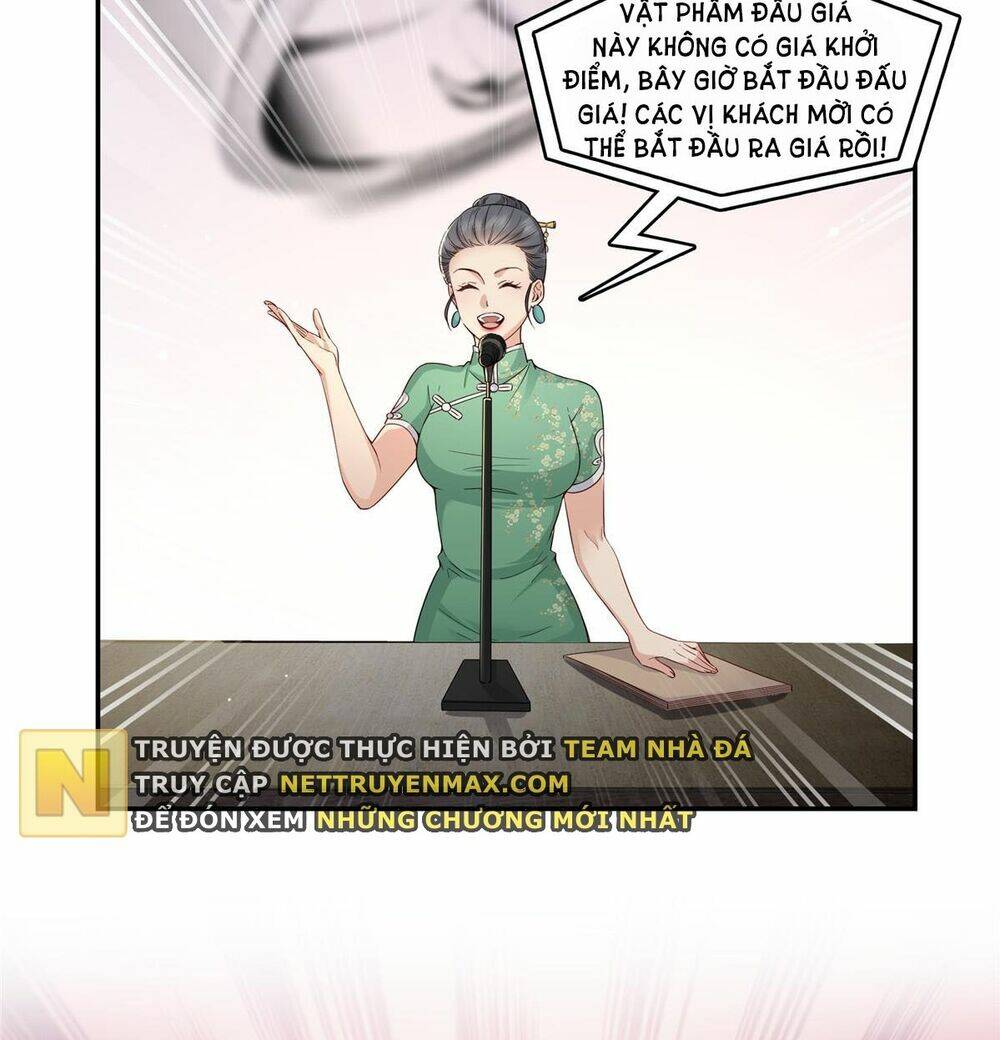 VẬT PHẨM ĐẤU GIÁ
NÀY KHÔNG CÓ GIÁ KHỞI
ĐIỂM, BÂY GIỜ BẮT ĐẦU ĐẤU
GIÁ! CÁC VỊ KHÁCH MỜI CÓ
THỂ BẮT ĐẦU RA GIÁ RỒI!
N
TRUYỆN ĐƯỢC THỰC HIỆN BỞI TEAM NHÀ ĐÁ
TRUY CẬP NETTRUYENMAX.COM
ĐỂ ĐÓN XEM NHỮNG CHƯƠNG MỚI NHẤT